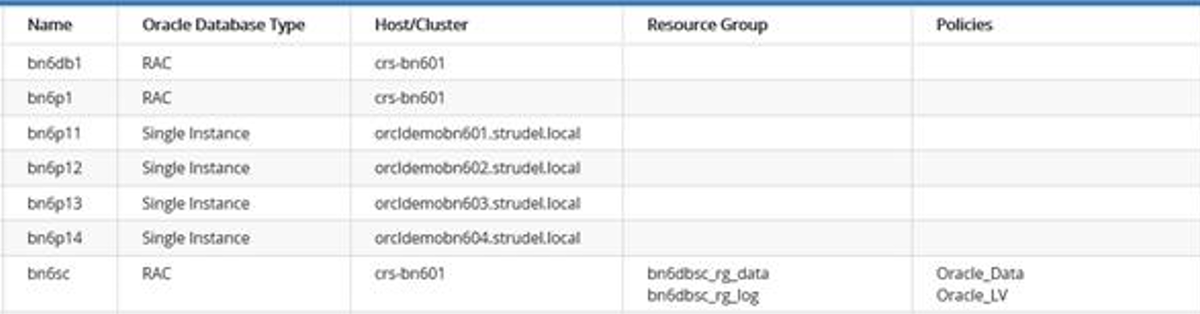 Name Oracle Database Type Host/Cluster Resource Group Policies
bn6db1 RAC crs-bn601
bn6p1 RAC crs-bn601
bn6p11 Single Instance orcldemobn601.strudel.local
bn6p12 Single Instance orcldemobn602.strudel.local
bn6p13 Single Instance orcldemobn603.strudel.local
bn6p14 Single Instance orcldemobn604.strudel.local
bn6sc RAC crs-bn601 bn6dbsc_rg_data Oracle_Data
bn6dbsc_rg_log Oracle_LV